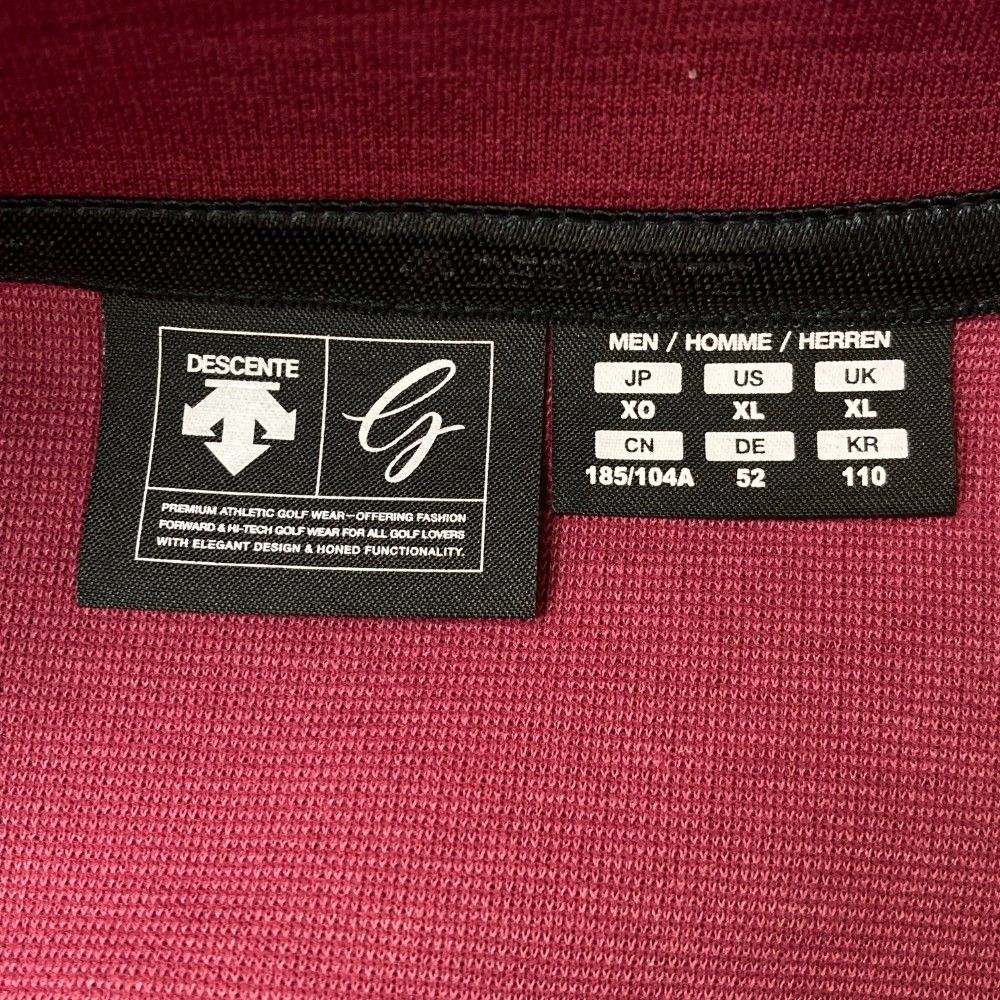 DESCENTE
G
PREMIUM ATHLETIC GOLF WEAR—OFFERING FASHION
FORWARD & HI-TECH GOLF WEAR FOR ALL GOLF LOVERS
WITH ELEGANT DESIGN & HONED FUNCTIONALITY.
MEN / HOMME / HERREN
JP US UK
XO XL XL
CN DE KR
185/104A 52 110